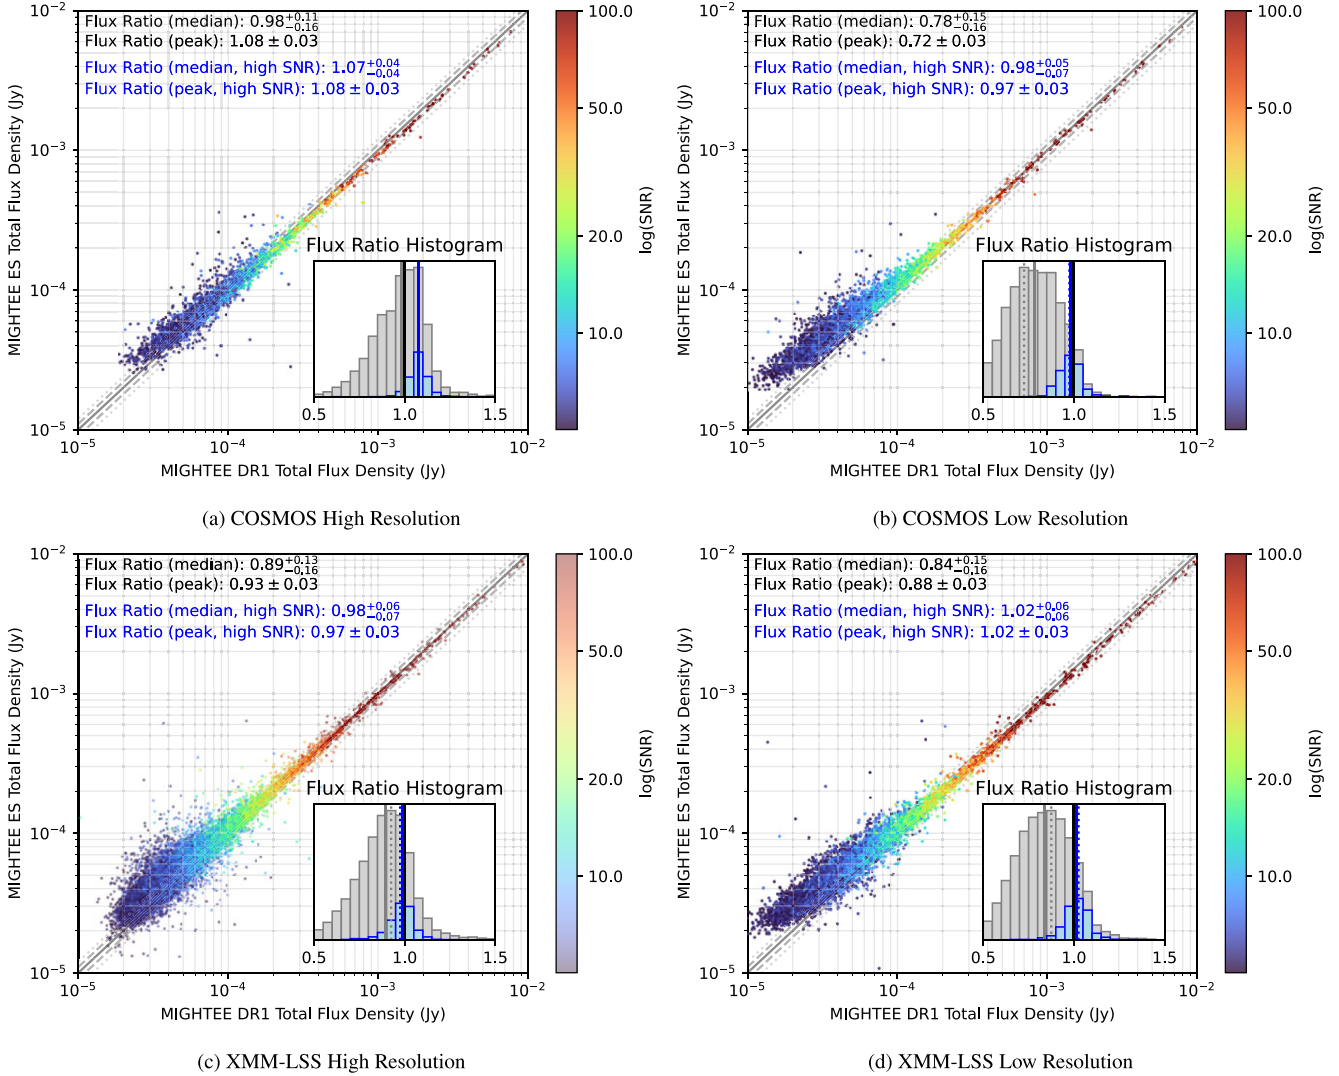 Flux Ratio (median): 0.98^{+0.11}_{-0.16}
Flux Ratio (peak): 1.08 ± 0.03
Flux Ratio (median, high SNR): 1.07^{+0.04}_{-0.04}
Flux Ratio (peak, high SNR): 1.08 ± 0.03
MIGHTEE ES Total Flux Density (Jy)
10^{-2}
10^{-3}
10^{-4}
10^{-5}
Flux Ratio Histogram
0.5 1.0 1.5
10^{-5} 10^{-4} 10^{-3} 10^{-2}
MIGHTEE DR1 Total Flux Density (Jy)
100.0
50.0
20.0
10.0
log(SNR)
(a) COSMOS High Resolution
Flux Ratio (median): 0.78^{+0.15}_{-0.16}
Flux Ratio (peak): 0.72 ± 0.03
Flux Ratio (median, high SNR): 0.98^{+0.05}_{-0.07}
Flux Ratio (peak, high SNR): 0.97 ± 0.03
MIGHTEE ES Total Flux Density (Jy)
10^{-2}
10^{-3}
10^{-4}
10^{-5}
Flux Ratio Histogram
0.5 1.0 1.5
10^{-5} 10^{-4} 10^{-3} 10^{-2}
MIGHTEE DR1 Total Flux Density (Jy)
100.0
50.0
20.0
10.0
log(SNR)
(b) COSMOS Low Resolution
Flux Ratio (median): 0.89^{+0.13}_{-0.16}
Flux Ratio (peak): 0.93 ± 0.03
Flux Ratio (median, high SNR): 0.98^{+0.06}_{-0.07}
Flux Ratio (peak, high SNR): 0.97 ± 0.03
MIGHTEE ES Total Flux Density (Jy)
10^{-2}
10^{-3}
10^{-4}
10^{-5}
Flux Ratio Histogram
0.5 1.0 1.5
10^{-5} 10^{-4} 10^{-3} 10^{-2}
MIGHTEE DR1 Total Flux Density (Jy)
100.0
50.0
20.0
10.0
log(SNR)
(c) XMM-LSS High Resolution
Flux Ratio (median): 0.84^{+0.15}_{-0.16}
Flux Ratio (peak): 0.88 ± 0.03
Flux Ratio (median, high SNR): 1.02^{+0.06}_{-0.06}
Flux Ratio (peak, high SNR): 1.02 ± 0.03
MIGHTEE ES Total Flux Density (Jy)
10^{-2}
10^{-3}
10^{-4}
10^{-5}
Flux Ratio Histogram
0.5 1.0 1.5
10^{-5} 10^{-4} 10^{-3} 10^{-2}
MIGHTEE DR1 Total Flux Density (Jy)
100.0
50.0
20.0
10.0
log(SNR)
(d) XMM-LSS Low Resolution